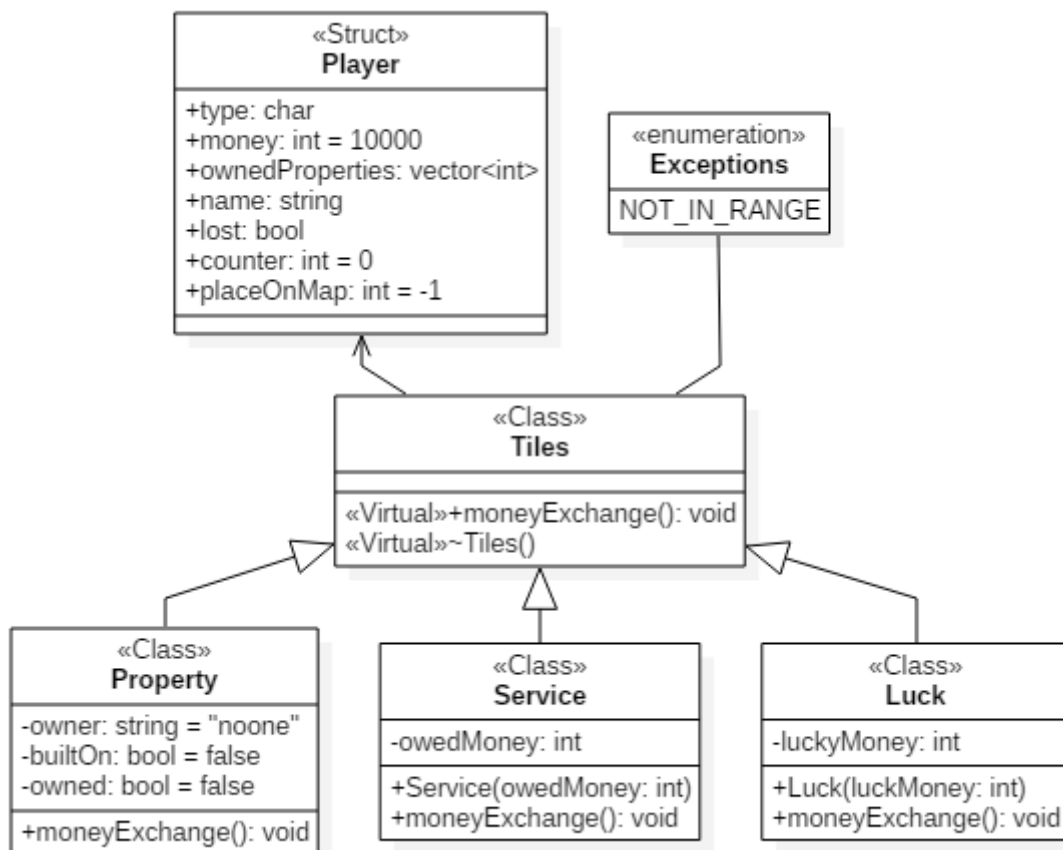 «Struct»
Player
+type: char
+money: int = 10000
+ownedProperties: vector<int>
+name: string
+lost: bool
+counter: int = 0
+placeOnMap: int = -1
«enumeration»
Exceptions
NOT_IN_RANGE
«Class»
Tiles
«Virtual»+moneyExchange(): void
«Virtual»~Tiles()
«Class»
Property
-owner: string = "noone"
-builtOn: bool = false
-owned: bool = false
+moneyExchange(): void
«Class»
Service
-owedMoney: int
+Service(owedMoney: int)
+moneyExchange(): void
«Class»
Luck
-luckyMoney: int
+Luck(luckMoney: int)
+moneyExchange(): void